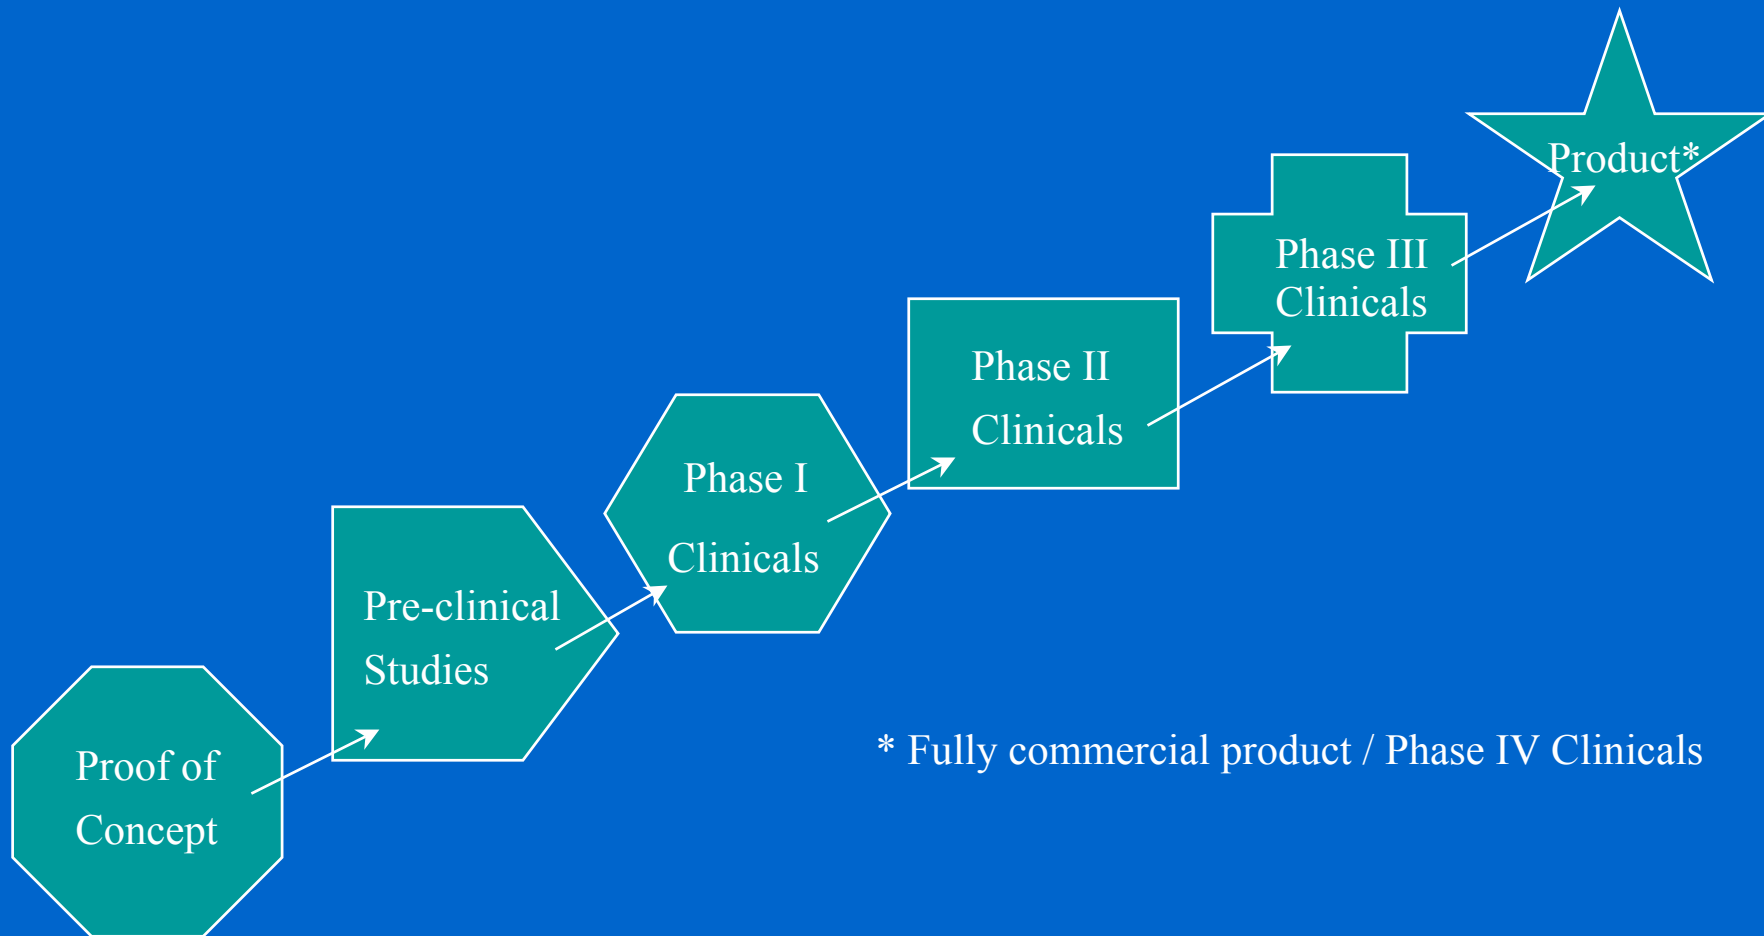 Proof of
Concept
Pre-clinical
Studies
Phase I
Clinicals
Phase II
Clinicals
Phase III
Clinicals
Product*
* Fully commercial product / Phase IV Clinicals